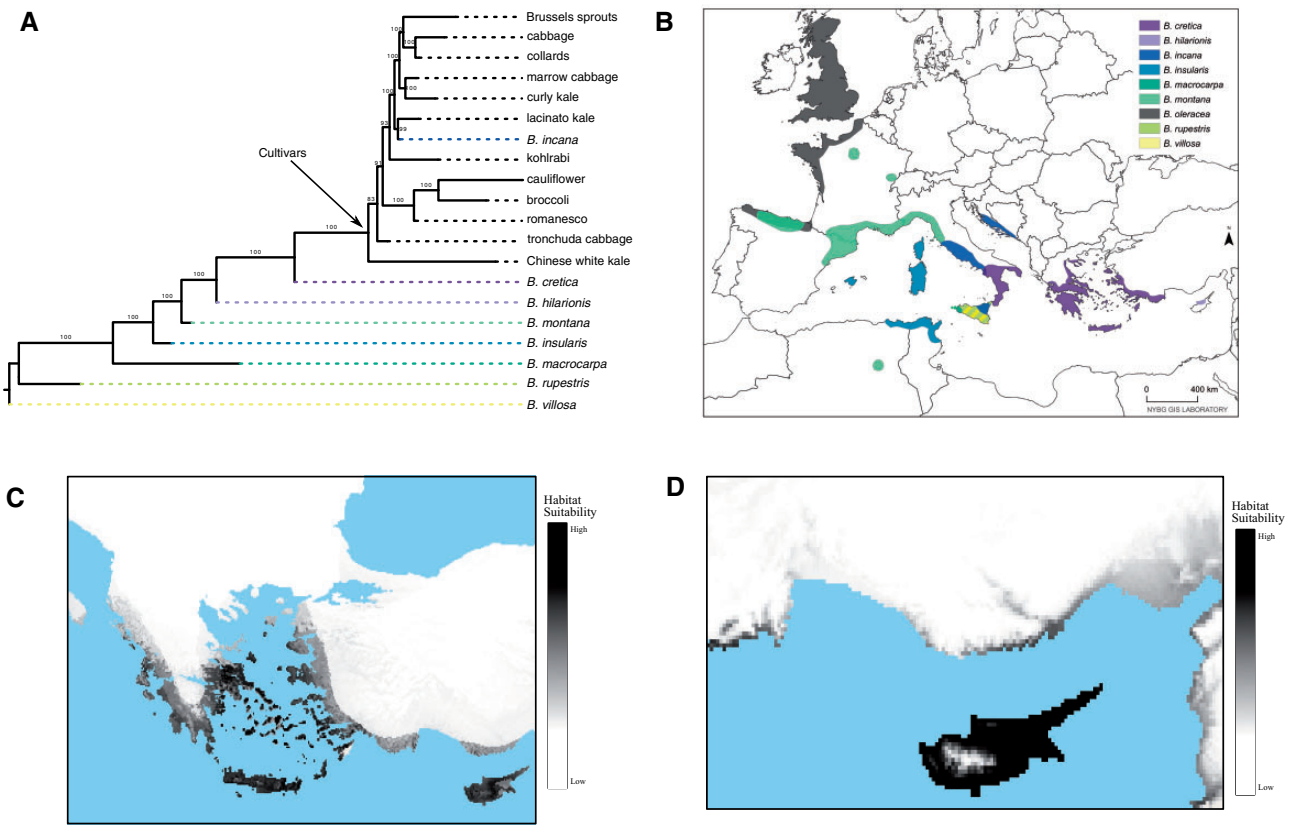 A
Brussels sprouts
cabbage
collards
marrow cabbage
curly kale
lacinato kale
B. incana
kohlrabi
cauliflower
broccoli
romanesco
tronchuda cabbage
Chinese white kale
B. cretica
B. hilarionis
B. montana
B. insularis
B. macrocarpa
B. rupestris
B. villosa
Cultivars
100
100
100
100
100
93
99
91
100
100
83
100
100
100
100
100
B
B. cretica
B. hilarionis
B. incana
B. insularis
B. macrocarpa
B. montana
B. oleracea
B. rupestris
B. villosa
N
0 400 km
NYBG GIS LABORATORY
C
Habitat
Suitability
High
Low
D
Habitat
Suitability
High
Low